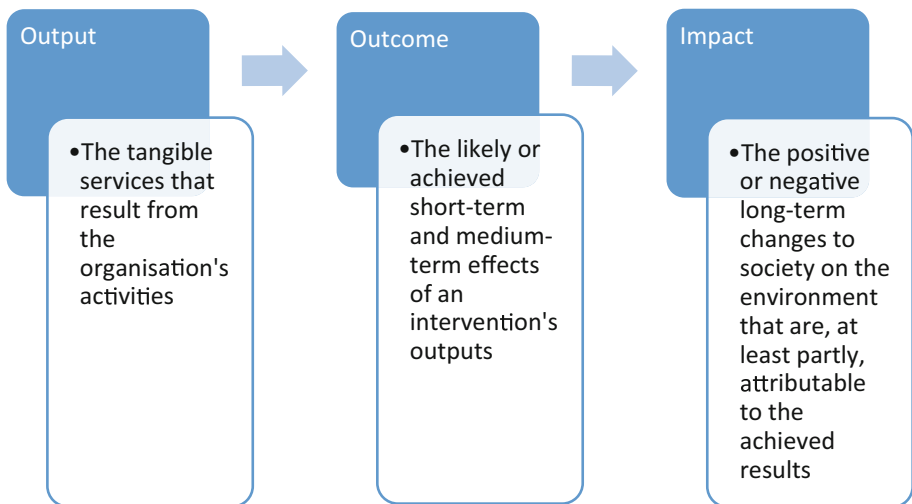 Output
•The tangible
services that
result from
the
organisation's
activities
Outcome
•The likely or
achieved
short-term
and medium-
term effects
of an
intervention's
outputs
Impact
•The positive
or negative
long-term
changes to
society on the
environment
that are, at
least partly,
attributable
to the
achieved
results